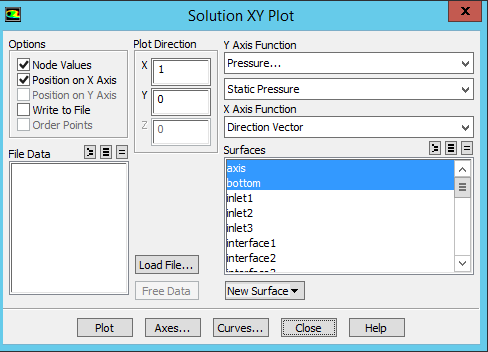 Solution XY Plot
Options
Node Values
Position on X Axis
Position on Y Axis
Write to File
Order Points
Plot Direction
X 1
Y 0
Z 0
Y Axis Function
Pressure...
Static Pressure
X Axis Function
Direction Vector
File Data
Surfaces
axis
bottom
inlet1
inlet2
inlet3
interface1
interface2
Load File...
Free Data
New Surface
Plot
Axes...
Curves...
Close
Help